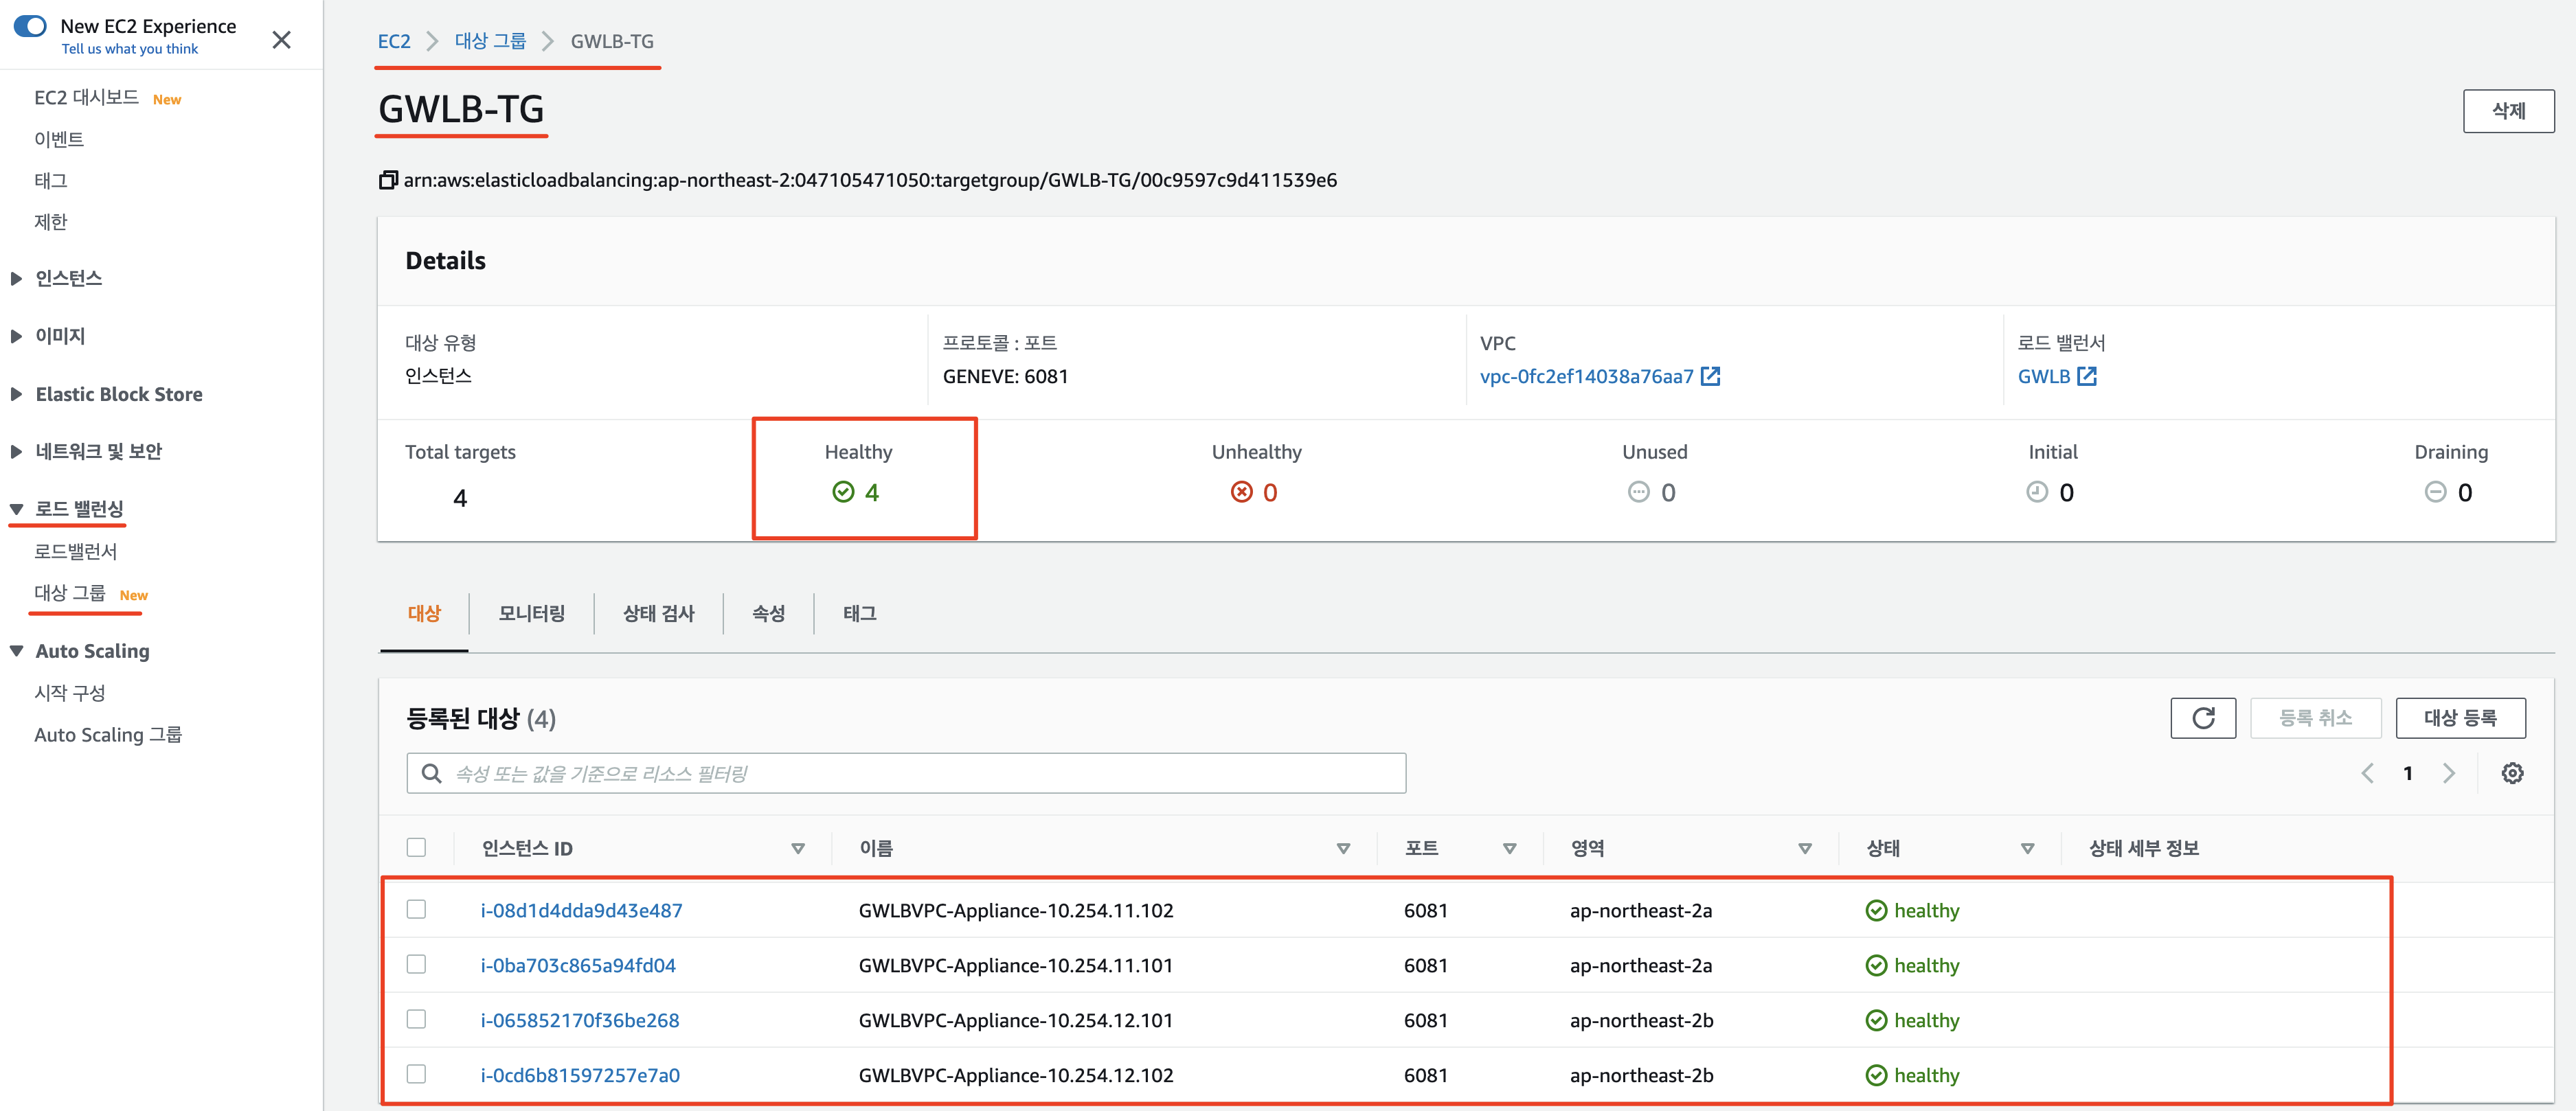 New EC2 Experience
Tell us what you think
EC2 대시보드 New
이벤트
태그
제한
인스턴스
이미지
Elastic Block Store
네트워크 및 보안
로드 밸런싱
로드밸런서
대상 그룹 New
Auto Scaling
시작 구성
Auto Scaling 그룹
EC2 대상 그룹 GWLB-TG
GWLB-TG
삭제
arn:aws:elasticloadbalancing:ap-northeast-2:047105471050:targetgroup/GWLB-TG/00c9597c9d411539e6
Details
대상 유형 프로토콜 : 포트 VPC 로드 밸런서
인스턴스 GENEVE: 6081 vpc-0fc2ef14038a76aa7 GWLB
Total targets Healthy Unhealthy Unused Initial Draining
4 4 0 0 0 0
대상 모니터링 상태 검사 속성 태그
등록된 대상 (4)
등록 취소 대상 등록
속성 또는 값을 기준으로 리소스 필터링
1
인스턴스 ID 이름 포트 영역 상태 상태 세부 정보
i-08d1d4dda9d43e487 GWLBVPC-Appliance-10.254.11.102 6081 ap-northeast-2a healthy
i-0ba703c865a94fd04 GWLBVPC-Appliance-10.254.11.101 6081 ap-northeast-2a healthy
i-065852170f36be268 GWLBVPC-Appliance-10.254.12.101 6081 ap-northeast-2b healthy
i-0cd6b81597257e7a0 GWLBVPC-Appliance-10.254.12.102 6081 ap-northeast-2b healthy